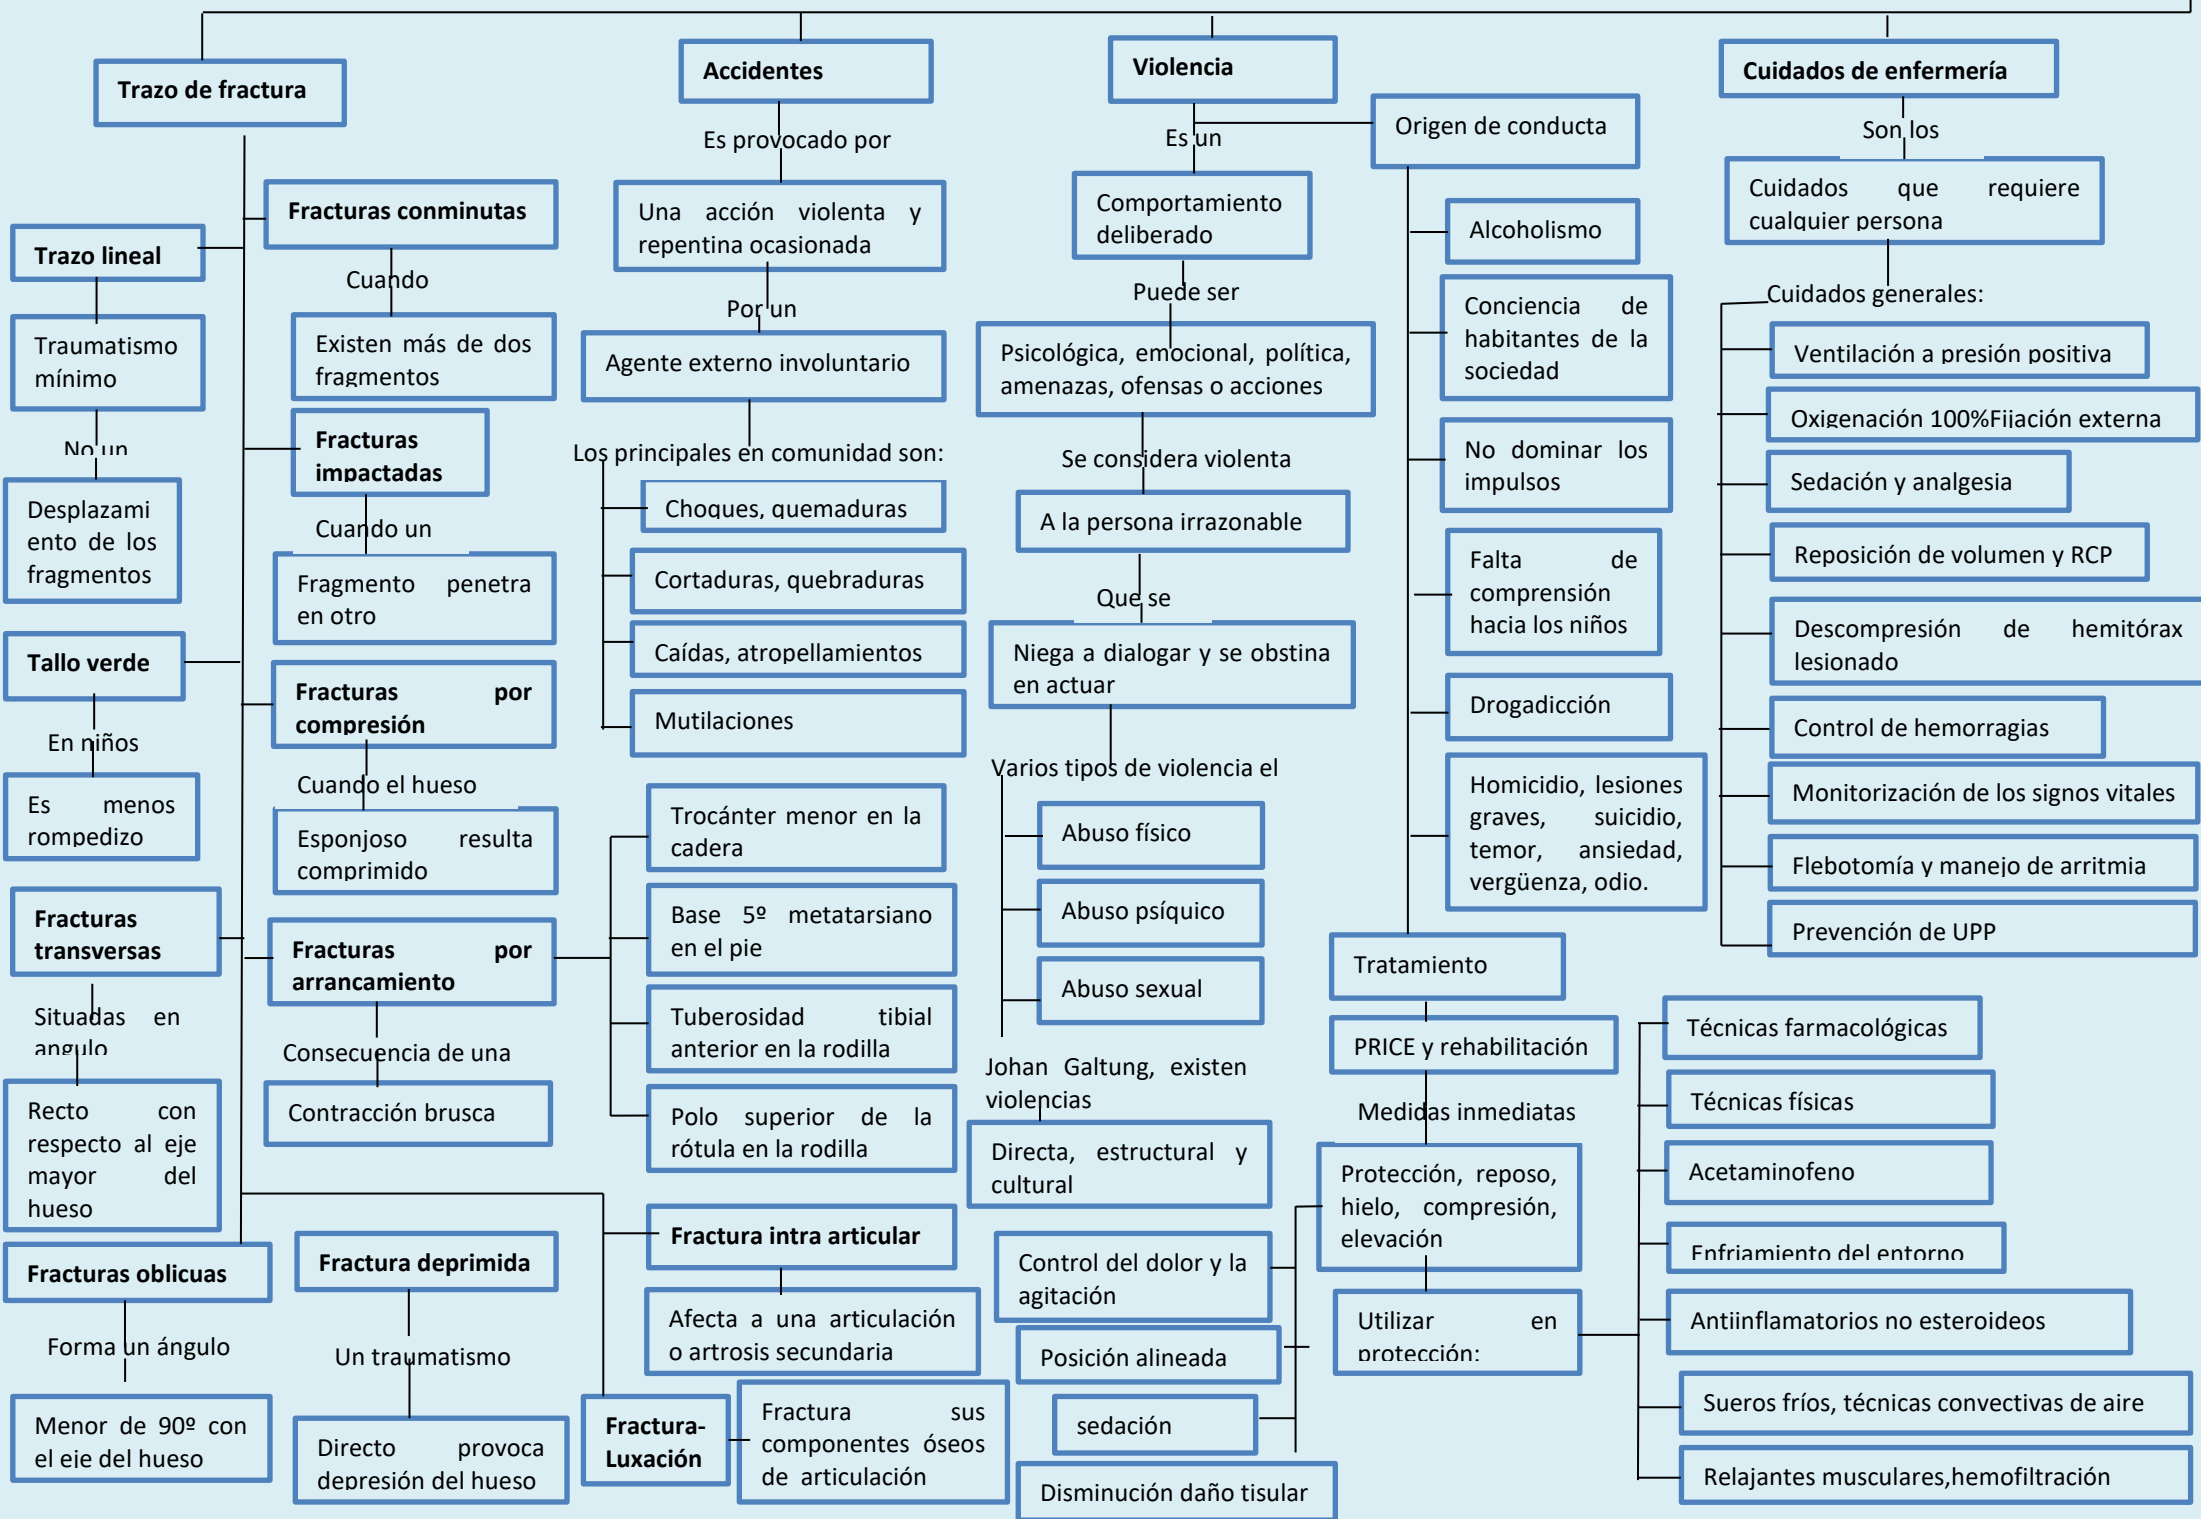 Trazo de fractura
Trazo lineal
Traumatismo
mínimo
No un
Desplazami
ento de los
fragmentos
Tallo verde
En niños
Es menos
rompedizo
Fracturas
transversas
Situadas en
angulo
Recto con
respecto al eje
mayor del
hueso
Fracturas oblicuas
Forma un ángulo
Menor de 90º con
el eje del hueso
Fracturas conminutas
Cuando
Existen más de dos
fragmentos
Fracturas
impactadas
Cuando un
Fragmento penetra
en otro
Fracturas por
compresión
Cuando el hueso
Esponjoso resulta
comprimido
Fracturas por
arrancamiento
Consecuencia de una
Contracción brusca
Trocánter menor en la
cadera
Base 5º metatarsiano
en el pie
Tuberosidad tibial
anterior en la rodilla
Polo superior de la
rótula en la rodilla
Fractura deprimida
Un traumatismo
Directo provoca
depresión del hueso
Fractura intra articular
Afecta a una articulación
o artrosis secundaria
Fractura-
Luxación
Fractura sus
componentes óseos
de articulación
Accidentes
Es provocado por
Una acción violenta y
repentina ocasionada
Por un
Agente externo involuntario
Los principales en comunidad son:
Choques, quemaduras
Cortaduras, quebraduras
Caídas, atropellamientos
Mutilaciones
Violencia
Es un
Comportamiento
deliberado
Puede ser
Psicológica, emocional, política,
amenazas, ofensas o acciones
Se considera violenta
A la persona irrazonable
Que se
Niega a dialogar y se obstina
en actuar
Varios tipos de violencia el
Abuso físico
Abuso psíquico
Abuso sexual
Johan Galtung, existen
violencias
Directa, estructural y
cultural
Origen de conducta
Alcoholismo
Conciencia de
habitantes de la
sociedad
No dominar los
impulsos
Falta de
comprensión
hacia los niños
Drogadicción
Homicidio, lesiones
graves, suicidio,
temor, ansiedad,
vergüenza, odio.
Tratamiento
PRICE y rehabilitación
Medidas inmediatas
Protección, reposo,
hielo, compresión,
elevación
Control del dolor y la
agitación
Posición alineada
sedación
Disminución daño tisular
Utilizar en
protección:
Técnicas farmacológicas
Técnicas físicas
Acetaminofeno
Enfriamiento del entorno
Antiinflamatorios no esteroideos
Sueros fríos, técnicas convectivas de aire
Relajantes musculares,hemofiltración
Cuidados de enfermería
Son los
Cuidados que requiere
cualquier persona
Cuidados generales:
Ventilación a presión positiva
Oxigenación 100%Fijación externa
Sedación y analgesia
Reposición de volumen y RCP
Descompresión de hemitórax
lesionado
Control de hemorragias
Monitorización de los signos vitales
Flebotomía y manejo de arritmia
Prevención de UPP